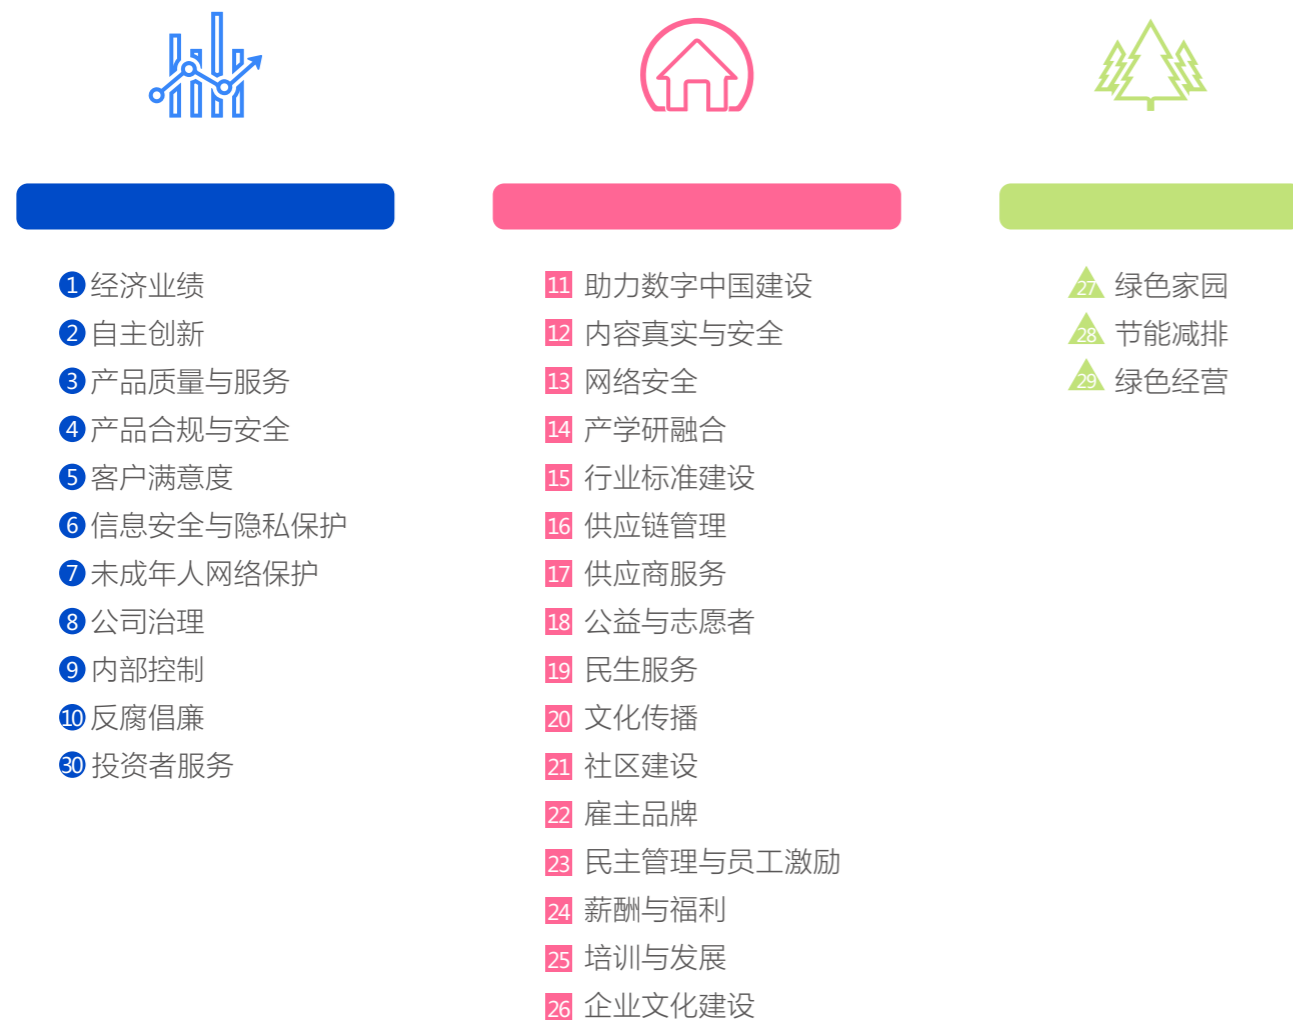 1 经济业绩
2 自主创新
3 产品质量与服务
4 产品合规与安全
5 客户满意度
6 信息安全与隐私保护
7 未成年人网络保护
8 公司治理
9 内部控制
10 反腐倡廉
30 投资者服务
11 助力数字中国建设
12 内容真实与安全
13 网络安全
14 产学研融合
15 行业标准建设
16 供应链管理
17 供应商服务
18 公益与志愿者
19 民生服务
20 文化传播
21 社区建设
22 雇主品牌
23 民主管理与员工激励
24 薪酬与福利
25 培训与发展
26 企业文化建设
27 绿色家园
28 节能减排
29 绿色经营